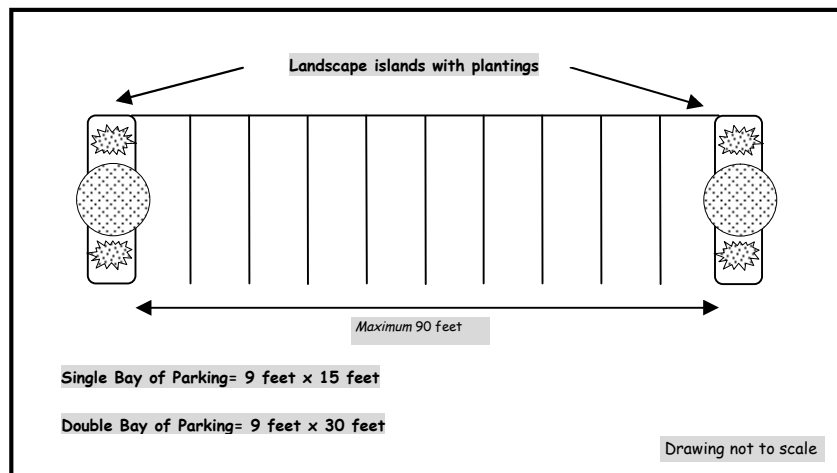 Landscape islands with plantings
Maximum 90 feet
Single Bay of Parking= 9 feet x 15 feet
Double Bay of Parking= 9 feet x 30 feet
Drawing not to scale